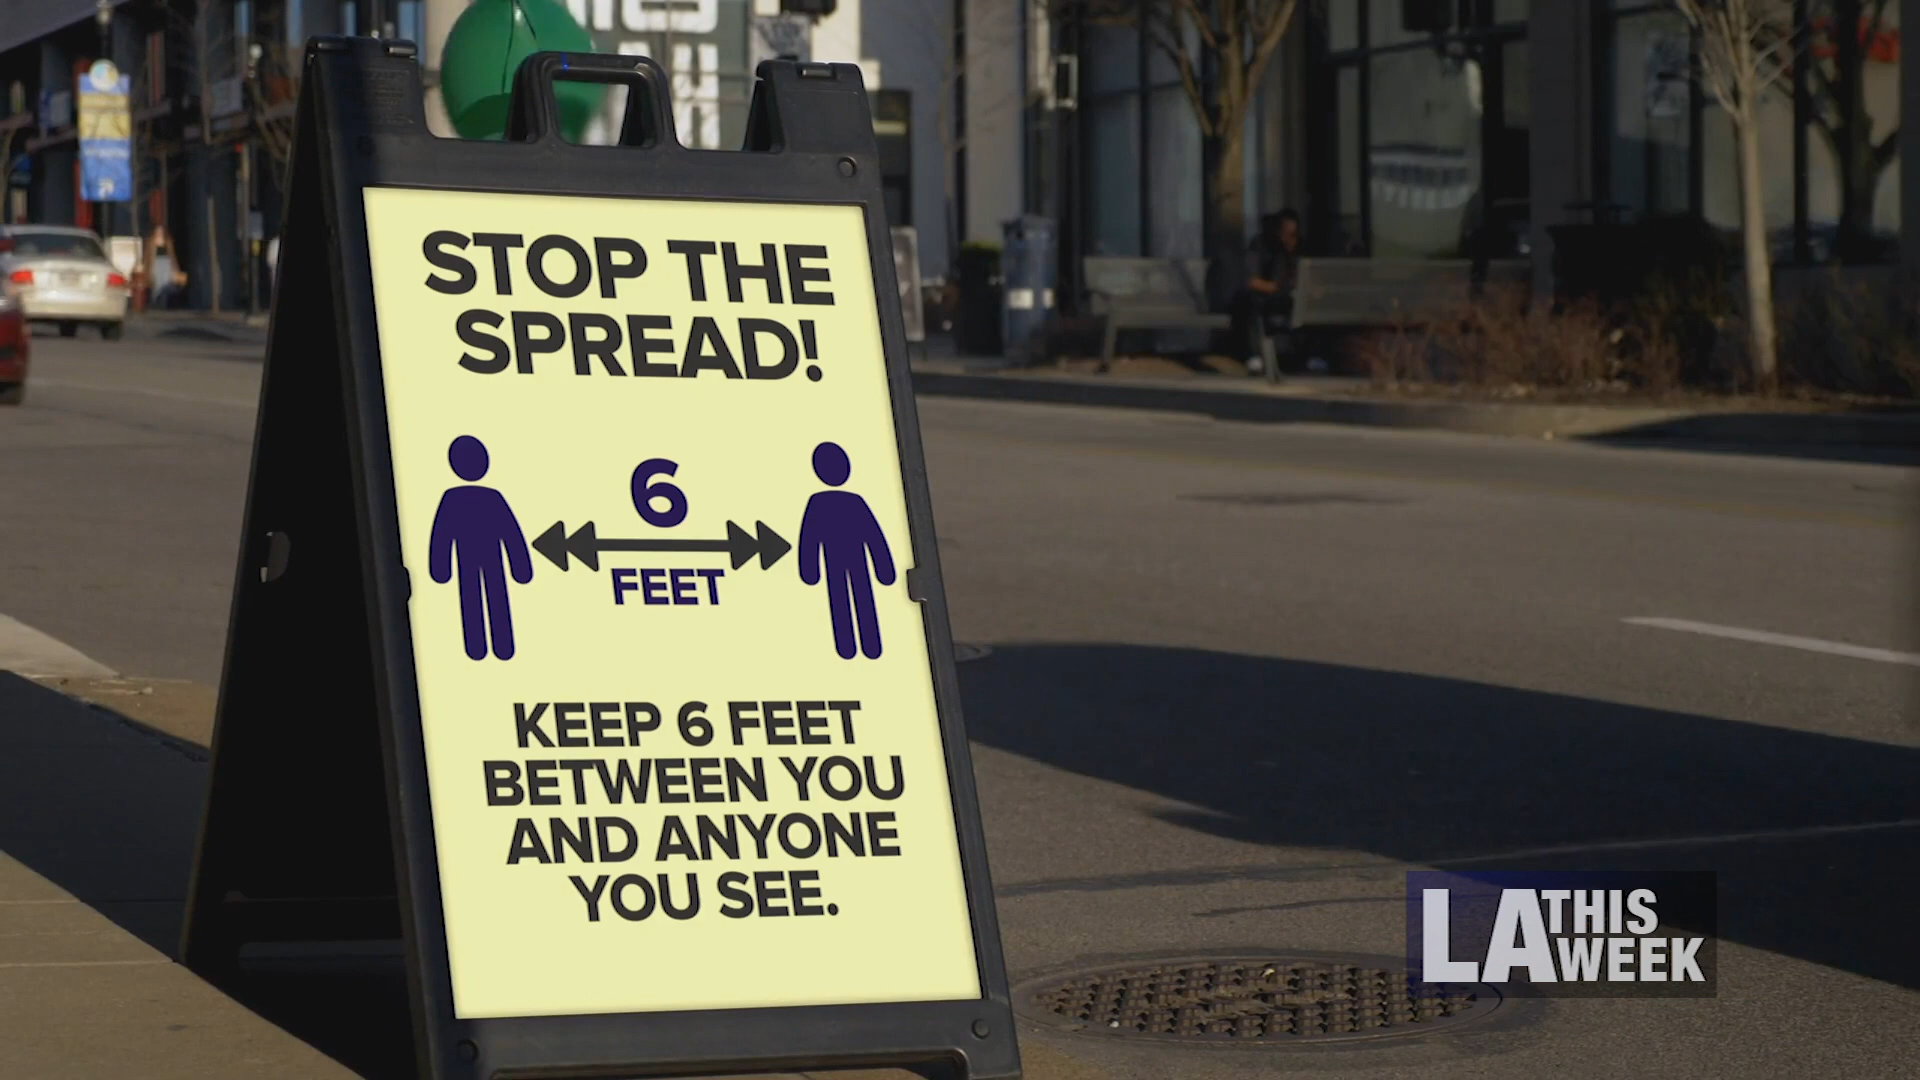 STOP THE
SPREAD!
6
FEET
KEEP 6 FEET
BETWEEN YOU
AND ANYONE
YOU SEE.
LA THIS
WEEK